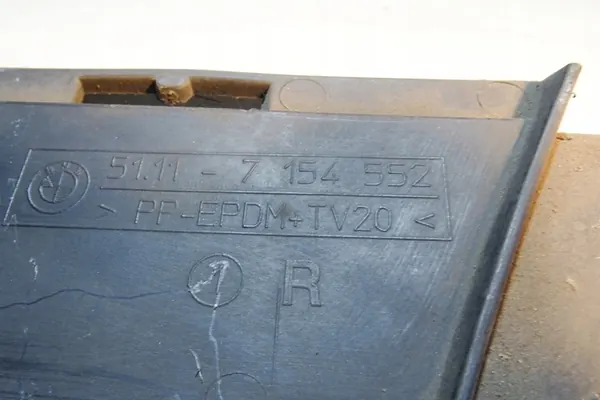 51.11 - 7 154 552
> PP-EPDM+TV20 <
R